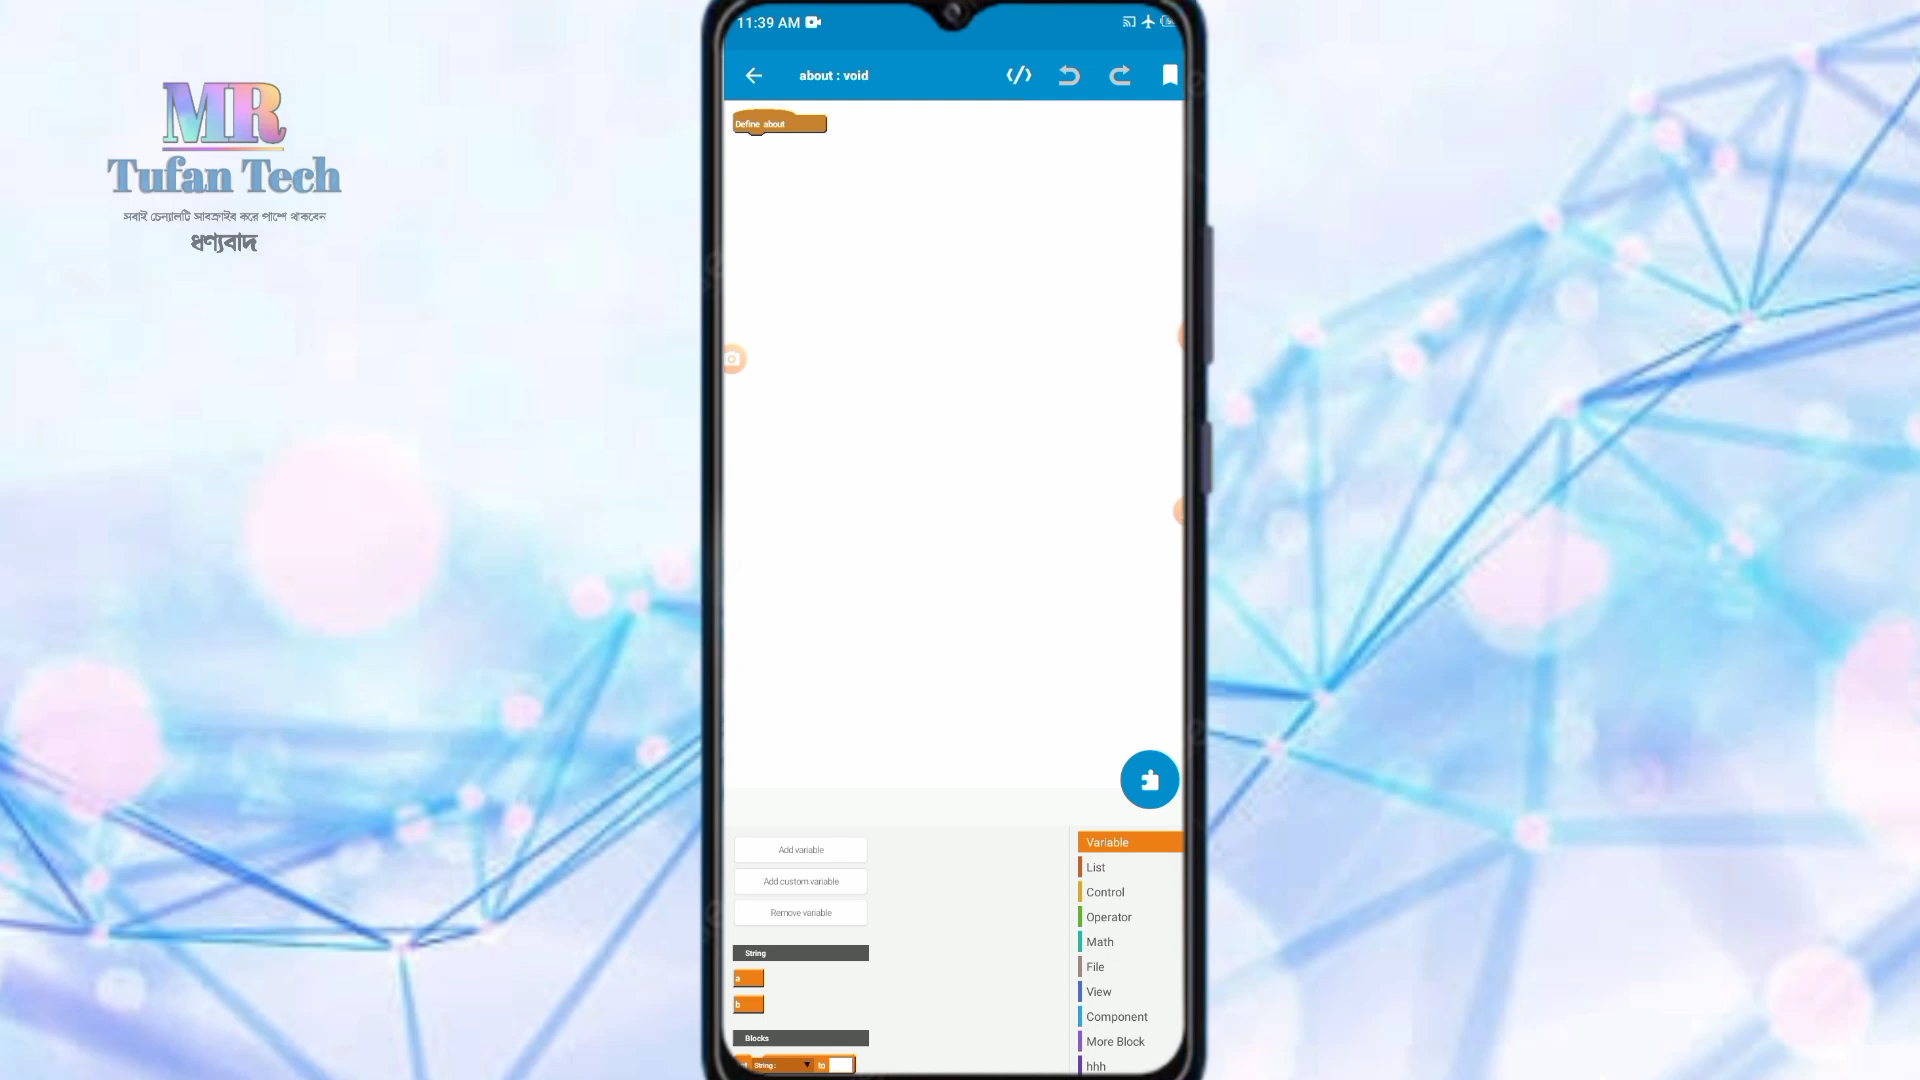 MR
Tufan Tech
সবাই চেন্যালটি সাবস্ক্রাইব করে পাশে থাকবেন
ধণ্যবাদ
11:39 AM
about : void
Define about
Add variable
Add custom variable
Remove variable
String
a
b
Blocks
String: to
Variable
List
Control
Operator
Math
File
View
Component
More Block
hhh